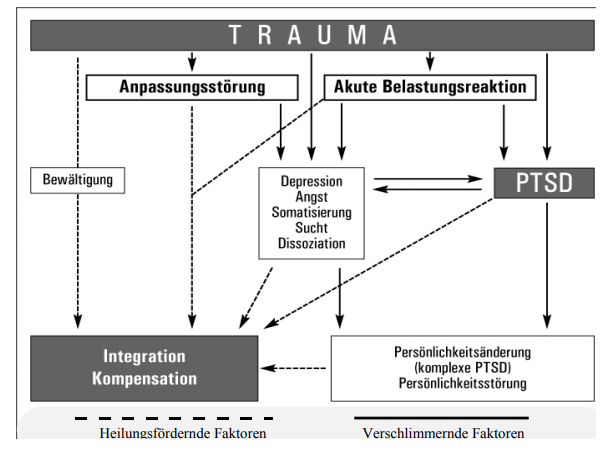 TRAUMA
Anpassungsstörung
Akute Belastungsreaktion
Bewältigung
Depression
Angst
Somatisierung
Sucht
Dissoziation
PTSD
Integration
Kompensation
Persönlichkeitsänderung
(komplexe PTSD)
Persönlichkeitsstörung
Heilungsfördernde Faktoren
Verschlimmernde Faktoren